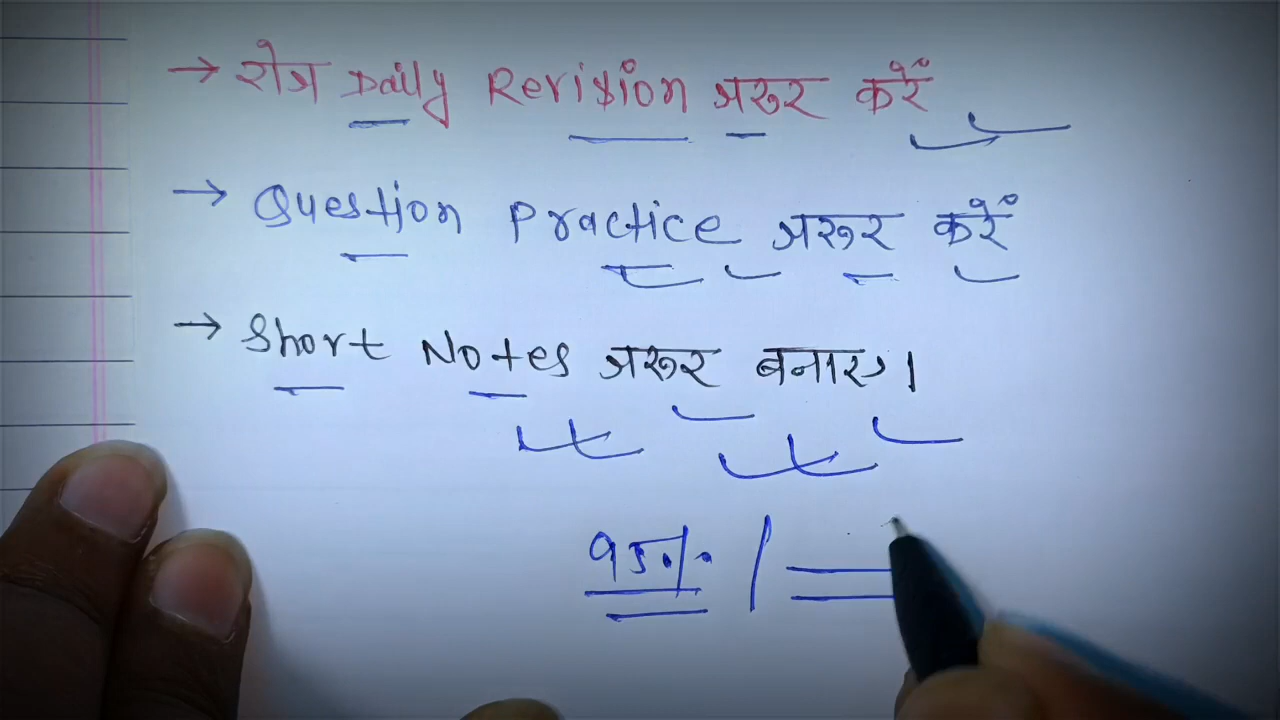 → रोज Daily Revision जरूर करें
→ Question Practice जरूर करें
→ Short Notes जरूर बनाए।
95% /